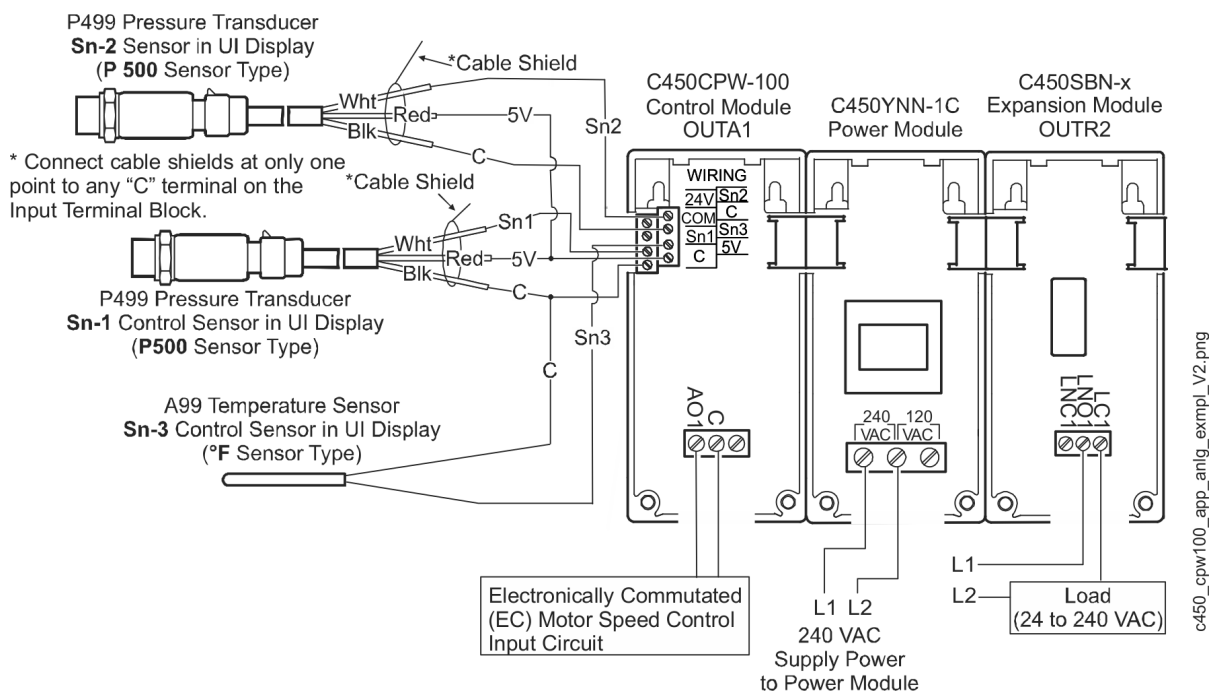 P499 Pressure Transducer
Sn-2 Sensor in UI Display
(P 500 Sensor Type)
*Cable Shield
Wht
Red
Blk
5V
C
Sn2
* Connect cable shields at only one
point to any “C” terminal on the
Input Terminal Block.
*Cable Shield
Wht
Red
Blk
Sn1
5V
C
P499 Pressure Transducer
Sn-1 Control Sensor in UI Display
(P500 Sensor Type)
Sn3
C
A99 Temperature Sensor
Sn-3 Control Sensor in UI Display
(°F Sensor Type)
C450CPW-100
Control Module
OUTA1
WIRING
24V Sn2
COM C
Sn1 Sn3
C 5V
AO1
C
Electronically Commutated
(EC) Motor Speed Control
Input Circuit
C450YNN-1C
Power Module
240
VAC
120
VAC
L1 L2
240 VAC
Supply Power
to Power Module
C450SBN-x
Expansion Module
OUTR2
LNC1
LNO1
LC1
L1
L2
Load
(24 to 240 VAC)
c450_cpw100_app_anlg_exmpl_V2.png